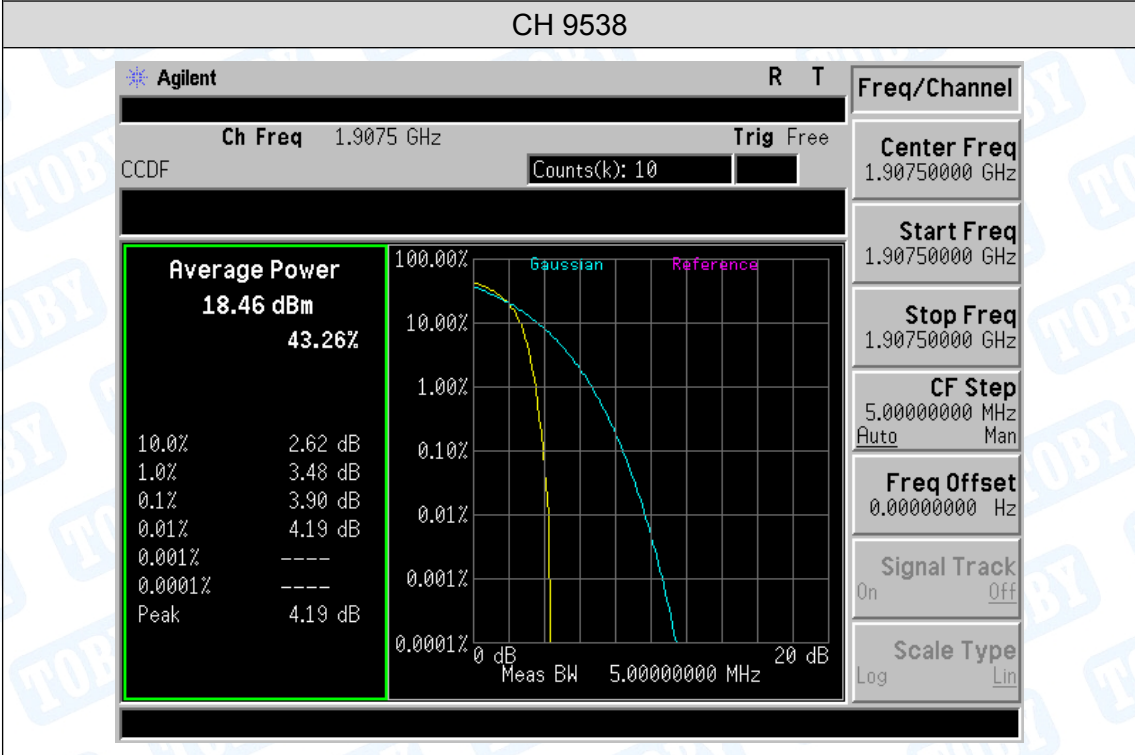 CH 9538
Agilent R T
Ch Freq 1.9075 GHz Trig Free
CCDF Counts(k): 10
Average Power
18.46 dBm
43.26%
10.0% 2.62 dB
1.0% 3.48 dB
0.1% 3.90 dB
0.01% 4.19 dB
0.001% ----
0.0001% ----
Peak 4.19 dB
Gaussian Reference
100.00%
10.00%
1.00%
0.10%
0.01%
0.001%
0.0001%
0 dB 20 dB
Meas BW 5.00000000 MHz
Freq/Channel
Center Freq
1.90750000 GHz
Start Freq
1.90750000 GHz
Stop Freq
1.90750000 GHz
CF Step
5.00000000 MHz
Auto Man
Freq Offset
0.00000000 Hz
Signal Track
On Off
Scale Type
Log Lin
TOBY